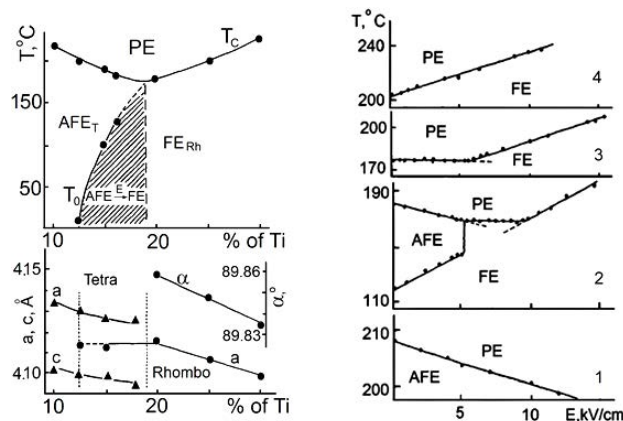 T,°C
PE
T_C
150
AFE_T
FE_Rh
50
T_0
AFE E→ FE
10
20
% of Ti
4.15
Tetra
α
89.86
a, c, Å
a
α,°
89.83
4.10
c
a
Rhombo
10
20
% of Ti
T,°C
240
PE
FE
200
4
200
PE
FE
170
3
190
PE
AFE
FE
2
110
208
PE
AFE
200
1
5
10
E,kV/cm